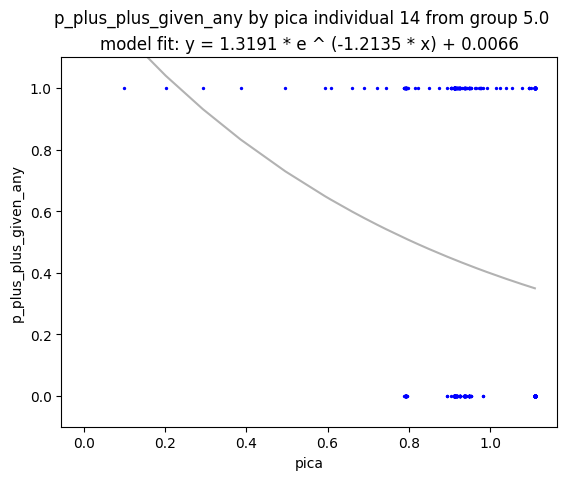 p_plus_plus_given_any by pica individual 14 from group 5.0
model fit: y = 1.3191 * e ^ (-1.2135 * x) + 0.0066
1.0
0.8
0.6
0.4
0.2
0.0
p_plus_plus_given_any
0.0 0.2 0.4 0.6 0.8 1.0
pica